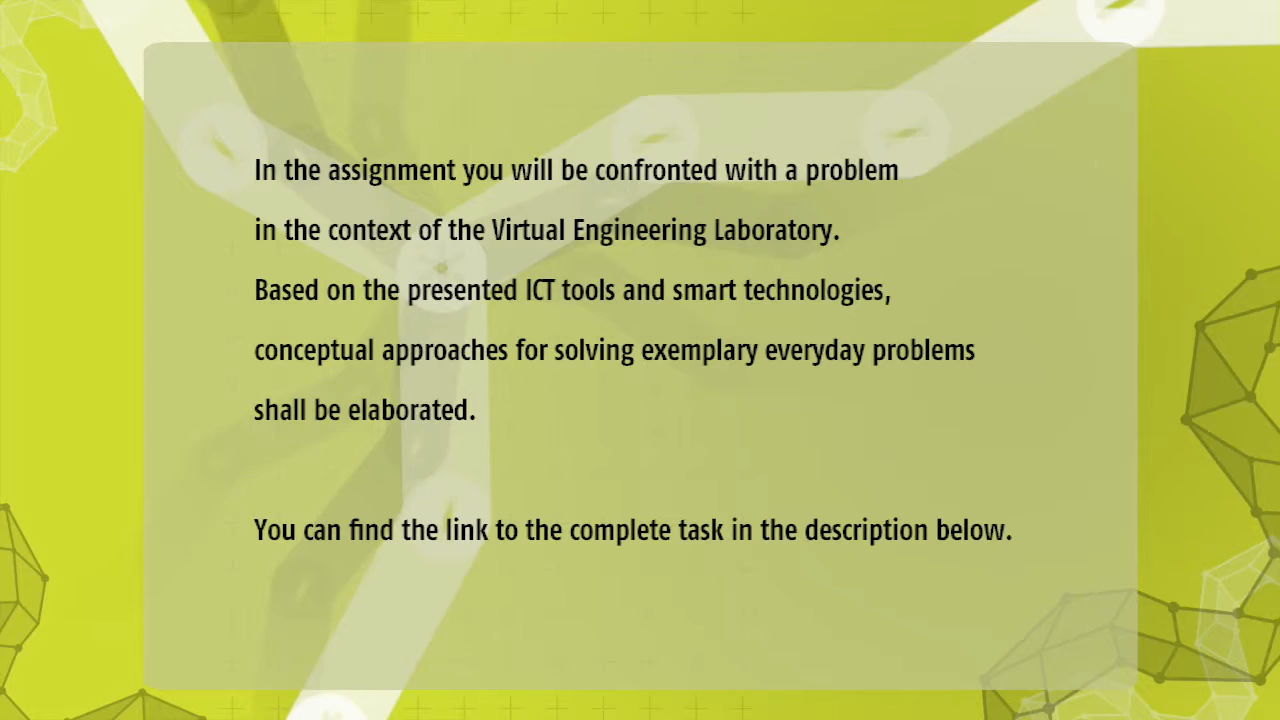 In the assignment you will be confronted with a problem
in the context of the Virtual Engineering Laboratory.
Based on the presented ICT tools and smart technologies,
conceptual approaches for solving exemplary everyday problems
shall be elaborated.
You can find the link to the complete task in the description below.